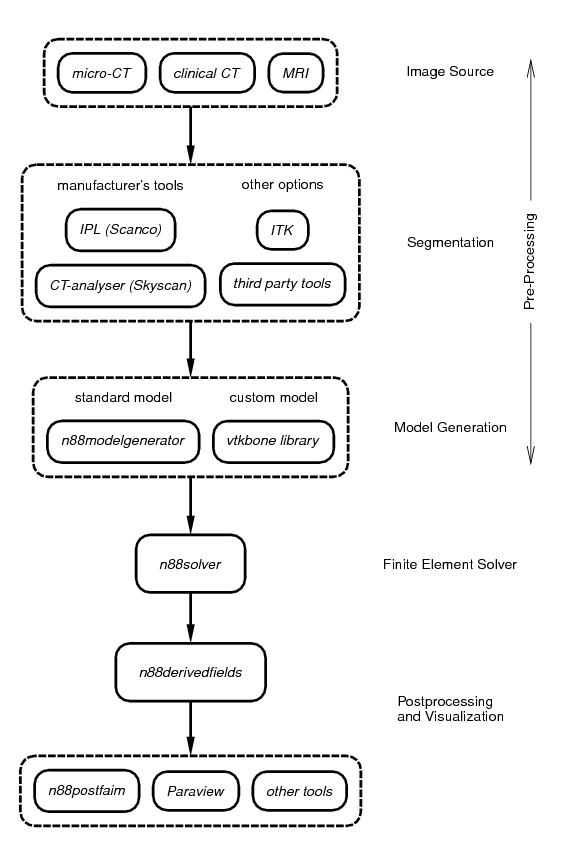 micro-CT
clinical CT
MRI
Image Source
manufacturer's tools
other options
IPL (Scanco)
ITK
CT-analyser (Skyscan)
third party tools
Segmentation
Pre-Processing
standard model
custom model
n88modelgenerator
vtkbone library
Model Generation
n88solver
Finite Element Solver
n88derivedfields
Postprocessing
and Visualization
n88postfaim
Paraview
other tools